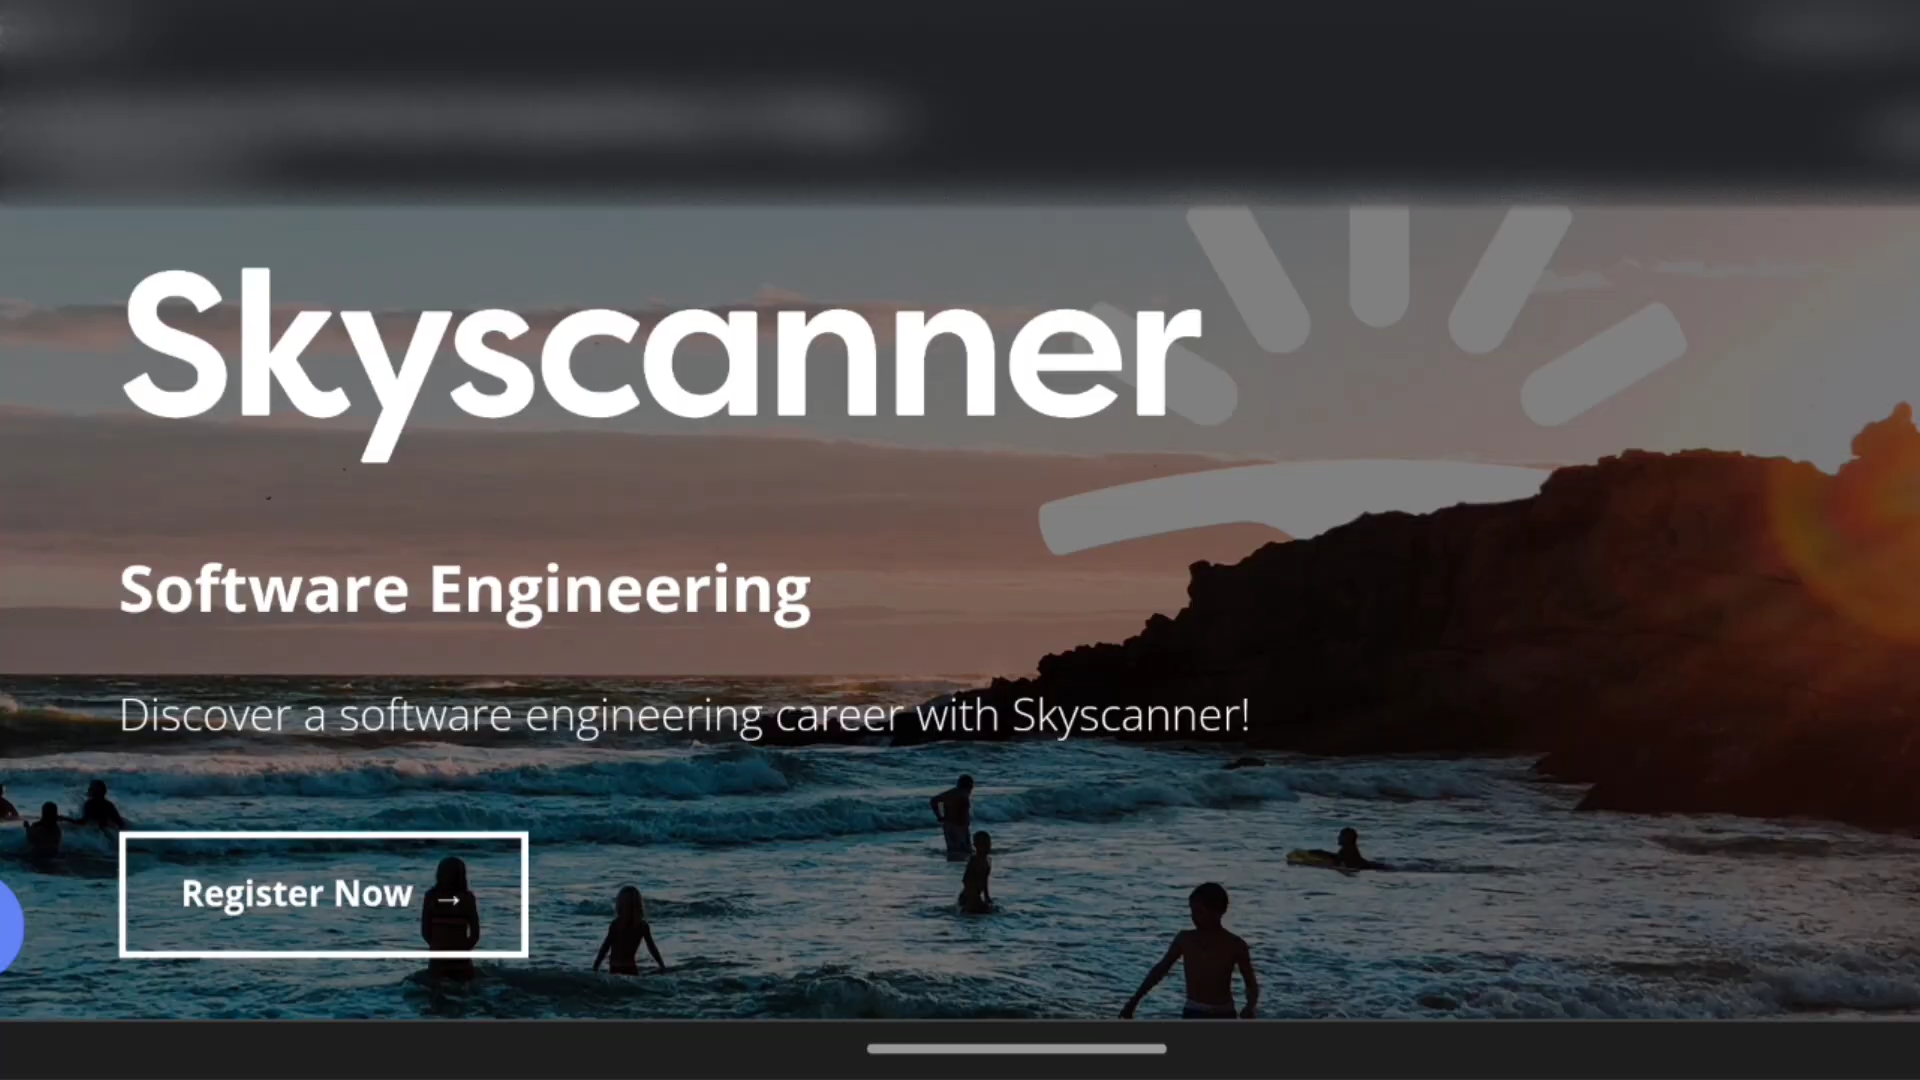 Skyscanner
Software Engineering
Discover a software engineering career with Skyscanner!
Register Now →